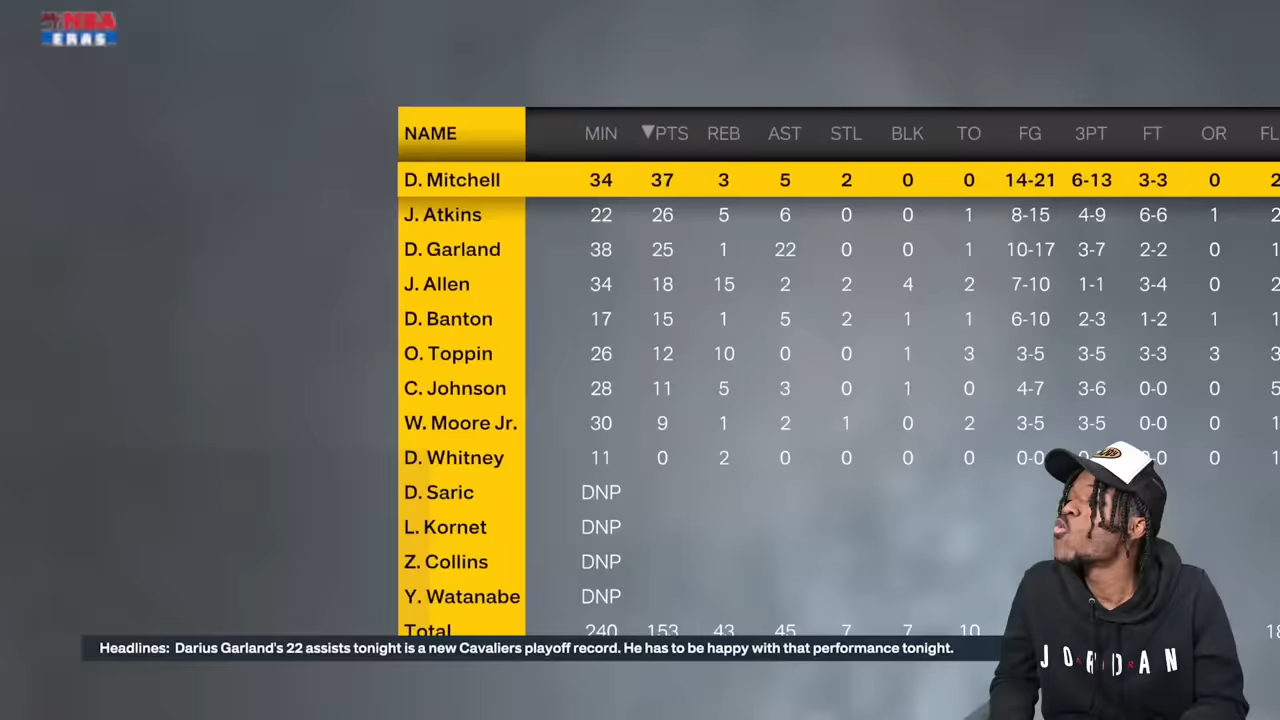 NBA
ERAS
NAME MIN ▼PTS REB AST STL BLK TO FG 3PT FT OR
D. Mitchell 34 37 3 5 2 0 0 14-21 6-13 3-3 0 2
J. Atkins 22 26 5 6 0 0 1 8-15 4-9 6-6 1 2
D. Garland 38 25 1 22 0 0 1 10-17 3-7 2-2 0 1
J. Allen 34 18 15 2 2 4 2 7-10 1-1 3-4 0 2
D. Banton 17 15 1 5 2 1 1 6-10 2-3 1-2 1 1
O. Toppin 26 12 10 0 0 1 3 3-5 3-5 3-3 3 3
C. Johnson 28 11 5 3 0 1 0 4-7 3-6 0-0 0 5
W. Moore Jr. 30 9 1 2 1 0 2 3-5 3-5 0-0 0 1
D. Whitney 11 0 2 0 0 0 0 0 1
D. Saric DNP
L. Kornet DNP
Z. Collins DNP
Y. Watanabe DNP
Total 240 153 43 45 7 7 10
Headlines: Darius Garland's 22 assists tonight is a new Cavaliers playoff record. He has to be happy with that performance tonight.
JORDAN